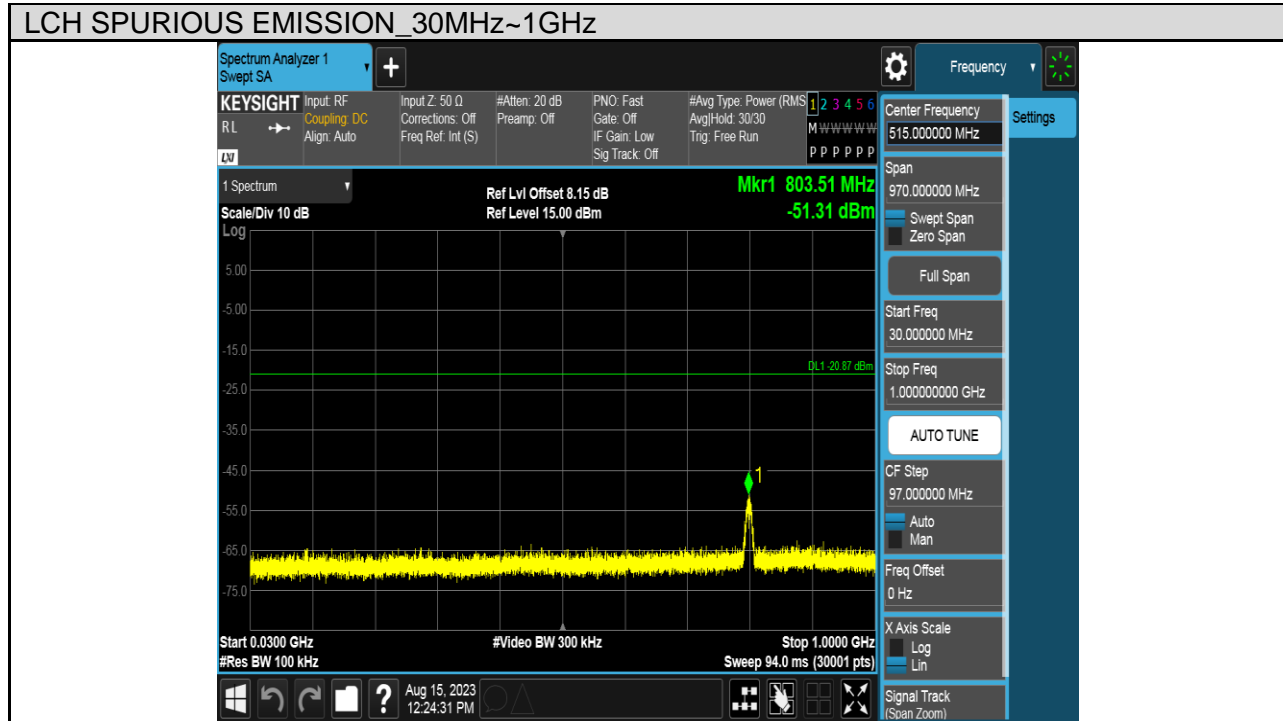 LCH SPURIOUS EMISSION_30MHz~1GHz
Spectrum Analyzer 1
Swept SA
Frequency
KEYSIGHT
RL
LXI
Input: RF
Coupling: DC
Align: Auto
Input Z: 50 Ω
Corrections: Off
Freq Ref: Int (S)
#Atten: 20 dB
Preamp: Off
PNO: Fast
Gate: Off
IF Gain: Low
Sig Track: Off
#Avg Type: Power (RMS
Avg|Hold: 30/30
Trig: Free Run
1 2 3 4 5 6
M W W W W W
P P P P P P
1 Spectrum
Scale/Div 10 dB
Ref Lvl Offset 8.15 dB
Ref Level 15.00 dBm
Mkr1 803.51 MHz
-51.31 dBm
Log
5.00
-5.00
-15.0
DL1 -20.87 dBm
-25.0
-35.0
-45.0
1
-55.0
-65.0
-75.0
Start 0.0300 GHz
#Video BW 300 kHz
Stop 1.0000 GHz
#Res BW 100 kHz
Sweep 94.0 ms (30001 pts)
?
Aug 15, 2023
12:24:31 PM
Center Frequency
515.000000 MHz
Settings
Span
970.000000 MHz
Swept Span
Zero Span
Full Span
Start Freq
30.000000 MHz
Stop Freq
1.000000000 GHz
AUTO TUNE
CF Step
97.000000 MHz
Auto
Man
Freq Offset
0 Hz
X Axis Scale
Log
Lin
Signal Track
(Span Zoom)